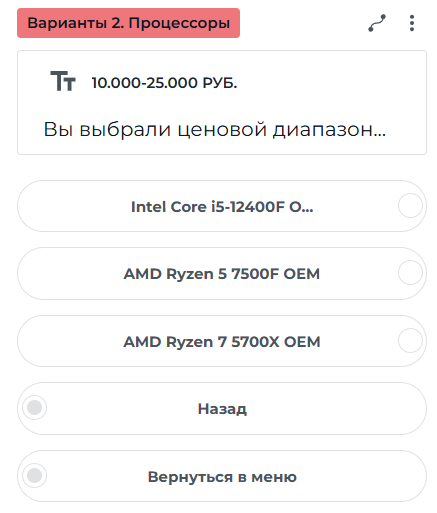 Варианты 2. Процессоры
10.000-25.000 РУБ.
Вы выбрали ценовой диапазон...
Intel Core i5-12400F O...
AMD Ryzen 5 7500F OEM
AMD Ryzen 7 5700X OEM
Назад
Вернуться в меню